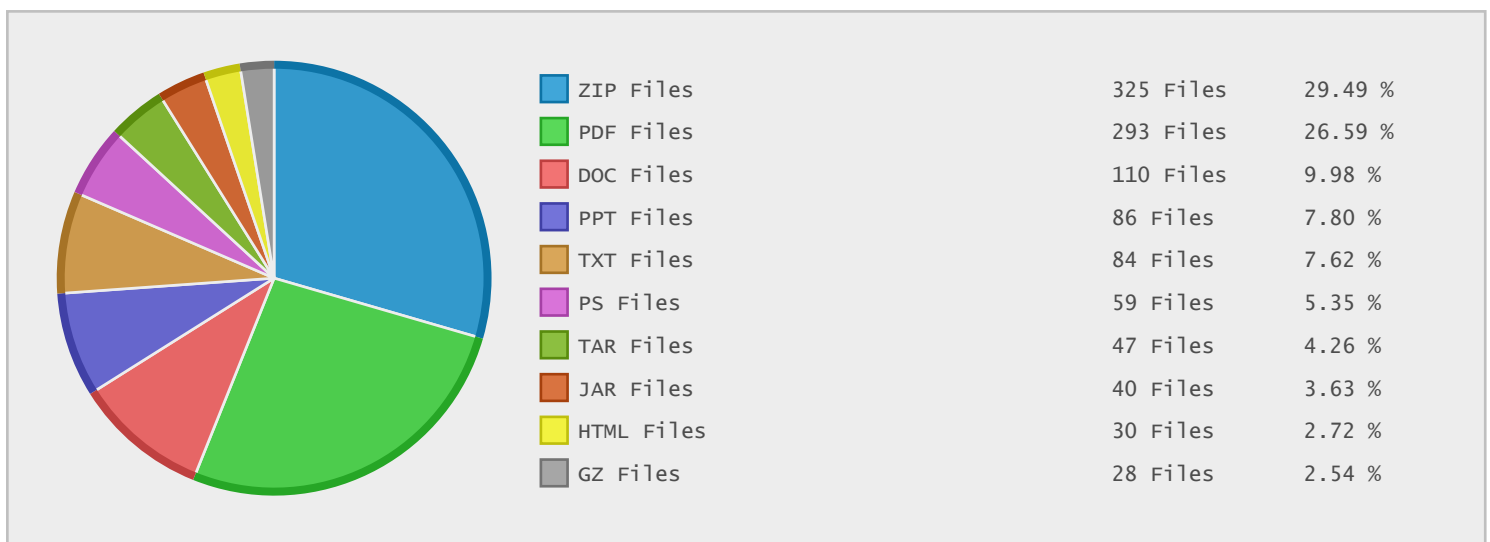 ZIP Files 325 Files 29.49 %
PDF Files 293 Files 26.59 %
DOC Files 110 Files 9.98 %
PPT Files 86 Files 7.80 %
TXT Files 84 Files 7.62 %
PS Files 59 Files 5.35 %
TAR Files 47 Files 4.26 %
JAR Files 40 Files 3.63 %
HTML Files 30 Files 2.72 %
GZ Files 28 Files 2.54 %